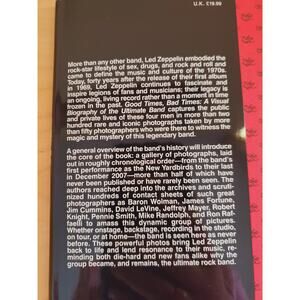 U.K. £19.99
More than any other band, Led Zeppelin embodied the
rock-star lifestyle of sex, drugs, and rock and roll and
came to define the music and culture of the 1970s.
Today, forty years after the release of their first album
in 1969, Led Zeppelin continues to fascinate and
inspire legions of fans and musicians; their legacy is
an ongoing, living record rather than a moment in time
frozen in the past. Good Times, Bad Times: A Visual
Biography of the Ultimate Band captures the public
and private lives of these four men in more than two
hundred rare and iconic photographs taken by more
than fifty photographers who were there to witness the
magic and mystery of this legendary band.
A general overview of the band's history will introduce
the core of the book: a gallery of photographs, laid
out in roughly chronological order—from the band's
first performance as the New Yardbirds to their last
in December 2007—more than half of which have
never been published or have rarely been seen. The
authors reached deep into the archives and scruti-
nized hundreds of contact sheets of such great
photographers as Baron Wolman, James Fortune,
Jim Cummins, David LeVine, Jeffrey Mayer, Robert
Knight, Pennie Smith, Mike Randolph, and Ron Raf-
faelli to amass this dynamic group of pictures.
Whether onstage, backstage, recording in the studio,
on tour, or at home—the band is seen here as never
before. These powerful photos bring Led Zeppelin
back to life and lend resonance to their music, re-
minding both die-hard and new fans alike why the
group became, and remains, the ultimate rock band.